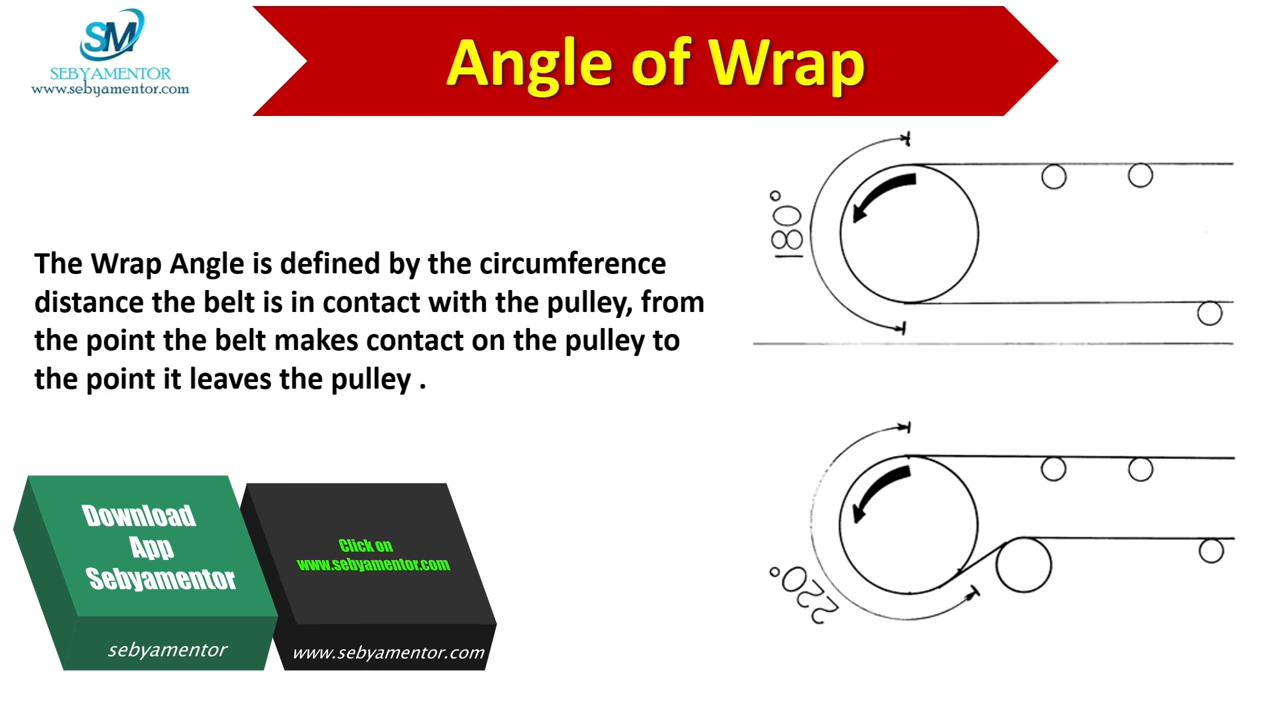 SM
SEBYAMENTOR
www.sebyamentor.com
Angle of Wrap
180°
The Wrap Angle is defined by the circumference
distance the belt is in contact with the pulley, from
the point the belt makes contact on the pulley to
the point it leaves the pulley .
220°
Download
App
Sebyamentor
sebyamentor
Click on
www.sebyamentor.com
www.sebyamentor.com